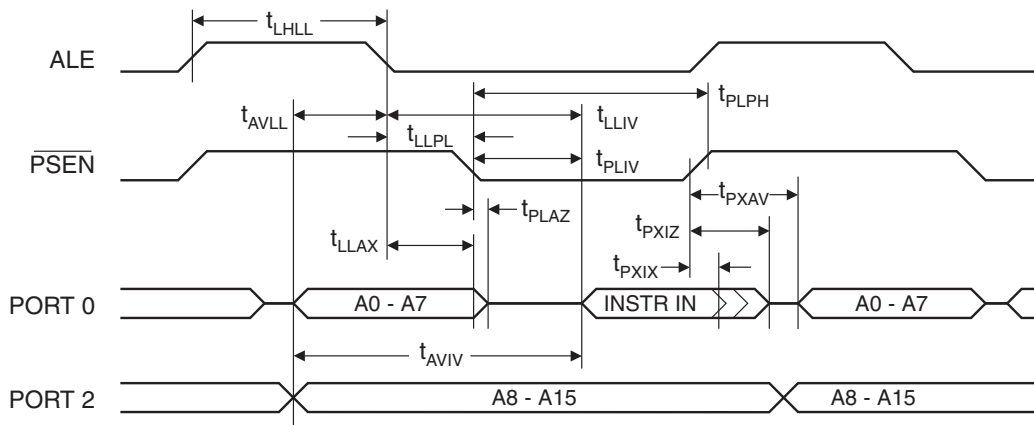 tLHLL
ALE
tPLPH
tAVLL
tLLIV
tLLPL
PSEN
tPLIV
tPXAV
tPLAZ
tLLAX
tPXIZ
tPXIX
PORT 0
A0 - A7
INSTR IN
A0 - A7
tAVIV
PORT 2
A8 - A15
A8 - A15